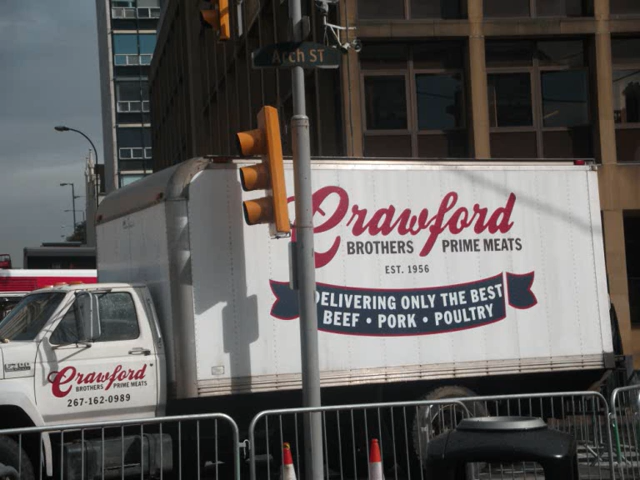 Arch ST
Crawford
BROTHERS PRIME MEATS
EST. 1956
DELIVERING ONLY THE BEST
BEEF • PORK • POULTRY
Crawford
BROTHERS PRIME MEATS
267-162-0989